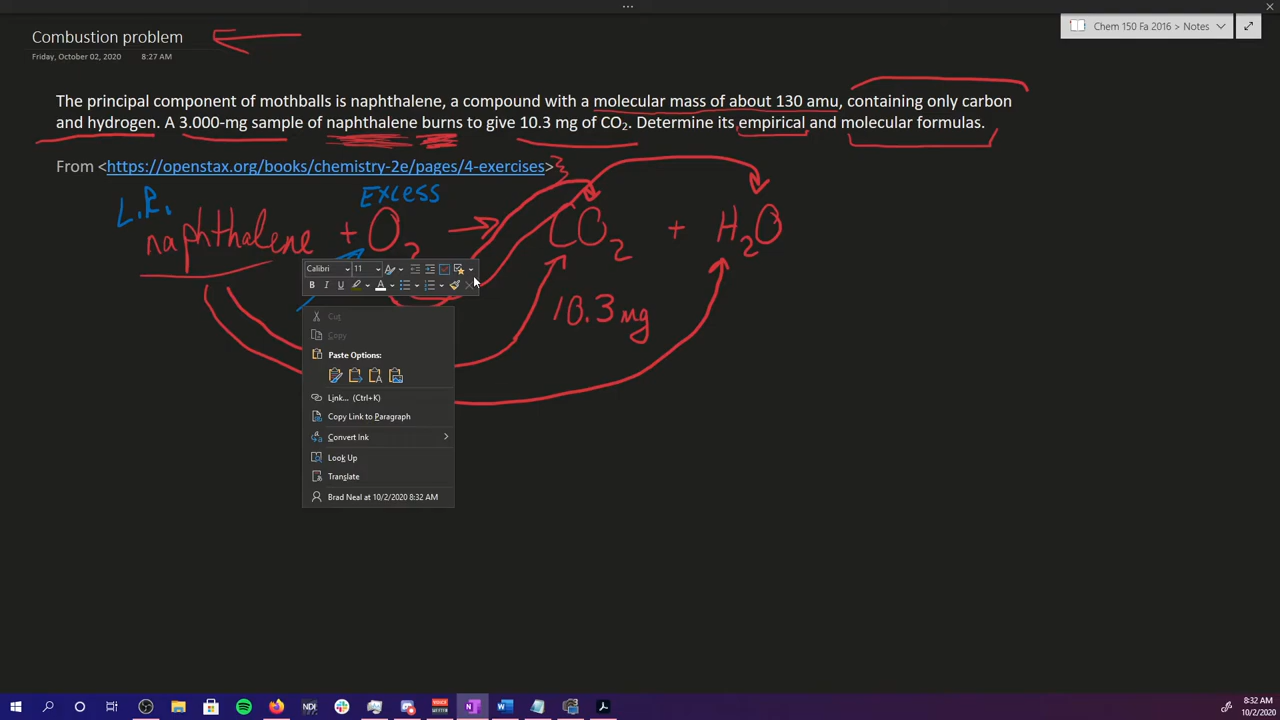 Combustion problem
Friday, October 02, 2020 8:27 AM
Chem 150 Fa 2016 > Notes
The principal component of mothballs is naphthalene, a compound with a molecular mass of about 130 amu, containing only carbon
and hydrogen. A 3.000-mg sample of naphthalene burns to give 10.3 mg of CO₂. Determine its empirical and molecular formulas.
From <https://openstax.org/books/chemistry-2e/pages/4-exercises>
L.R. Excess
naphthalene + O₂ → CO₂ + H₂O
10.3 mg
Calibri 11
B I U A
Cut
Copy
Paste Options:
Link... (Ctrl+K)
Copy Link to Paragraph
Convert Ink
Look Up
Translate
Brad Neal at 10/2/2020 8:32 AM
NDI
VOICE
8:32 AM
10/2/2020